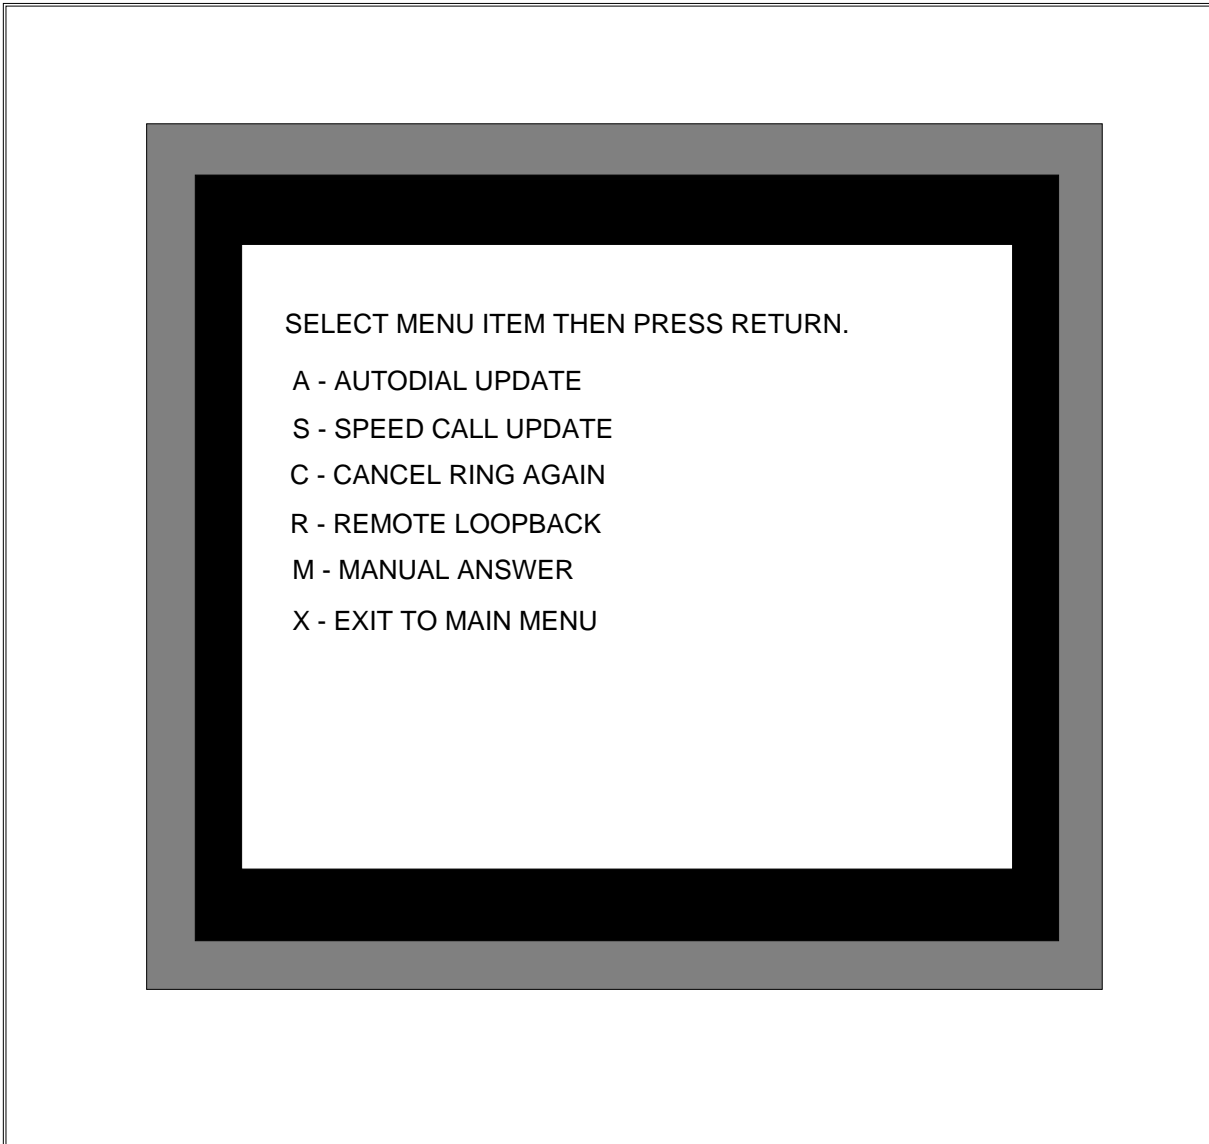 SELECT MENU ITEM THEN PRESS RETURN.
A - AUTODIAL UPDATE
S - SPEED CALL UPDATE
C - CANCEL RING AGAIN
R - REMOTE LOOPBACK
M - MANUAL ANSWER
X - EXIT TO MAIN MENU